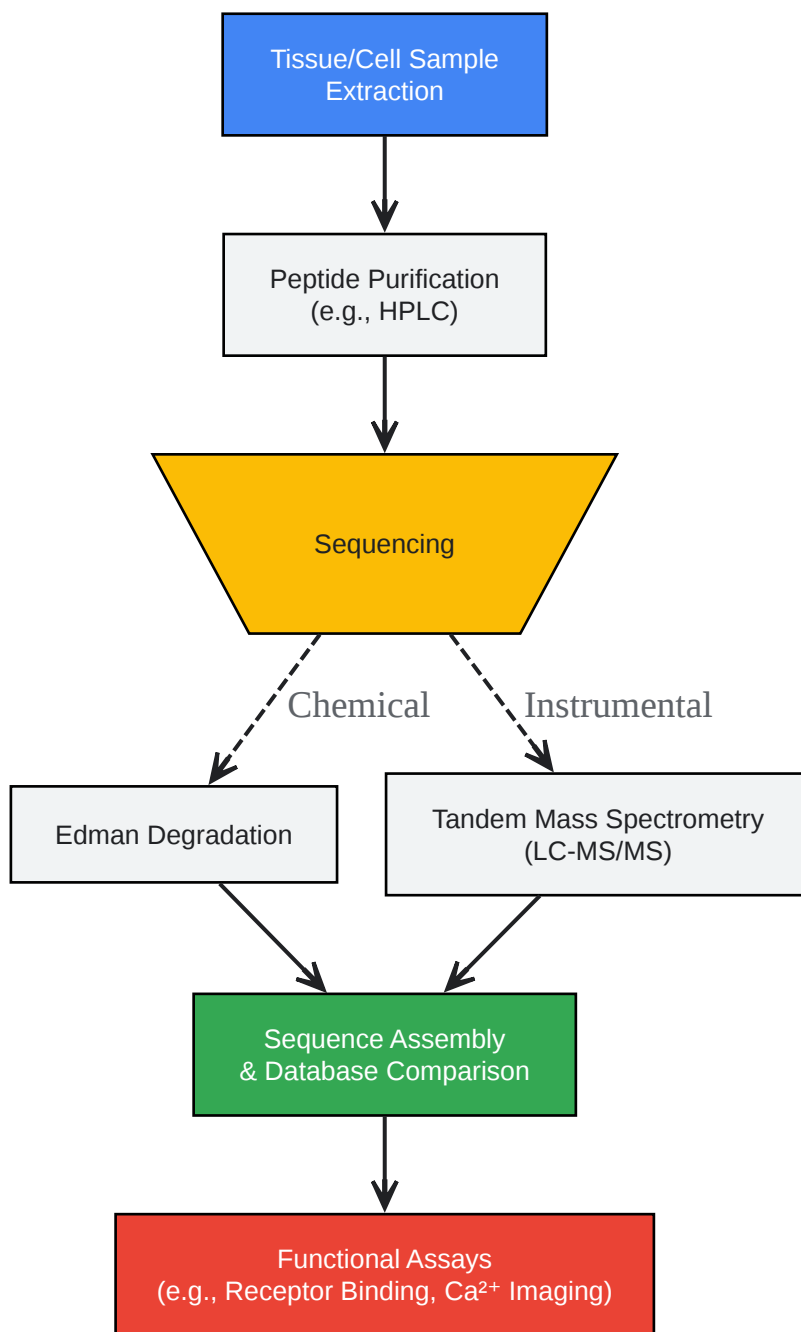 Tissue/Cell Sample
Extraction
Peptide Purification
(e.g., HPLC)
Sequencing
Chemical
Instrumental
Edman Degradation
Tandem Mass Spectrometry
(LC-MS/MS)
Sequence Assembly
& Database Comparison
Functional Assays
(e.g., Receptor Binding, Ca²⁺ Imaging)